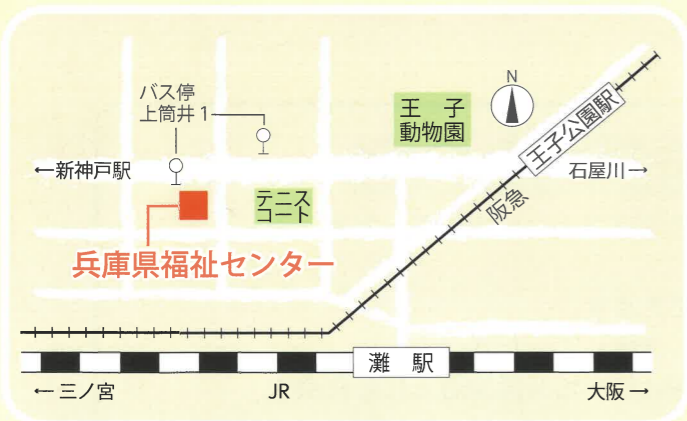 バス停
上筒井1
王子
動物園
N
王子公園駅
←新神戸駅
石屋川→
テニス
コート
阪急
兵庫県福祉センター
灘駅
←三ノ宮
JR
大阪→